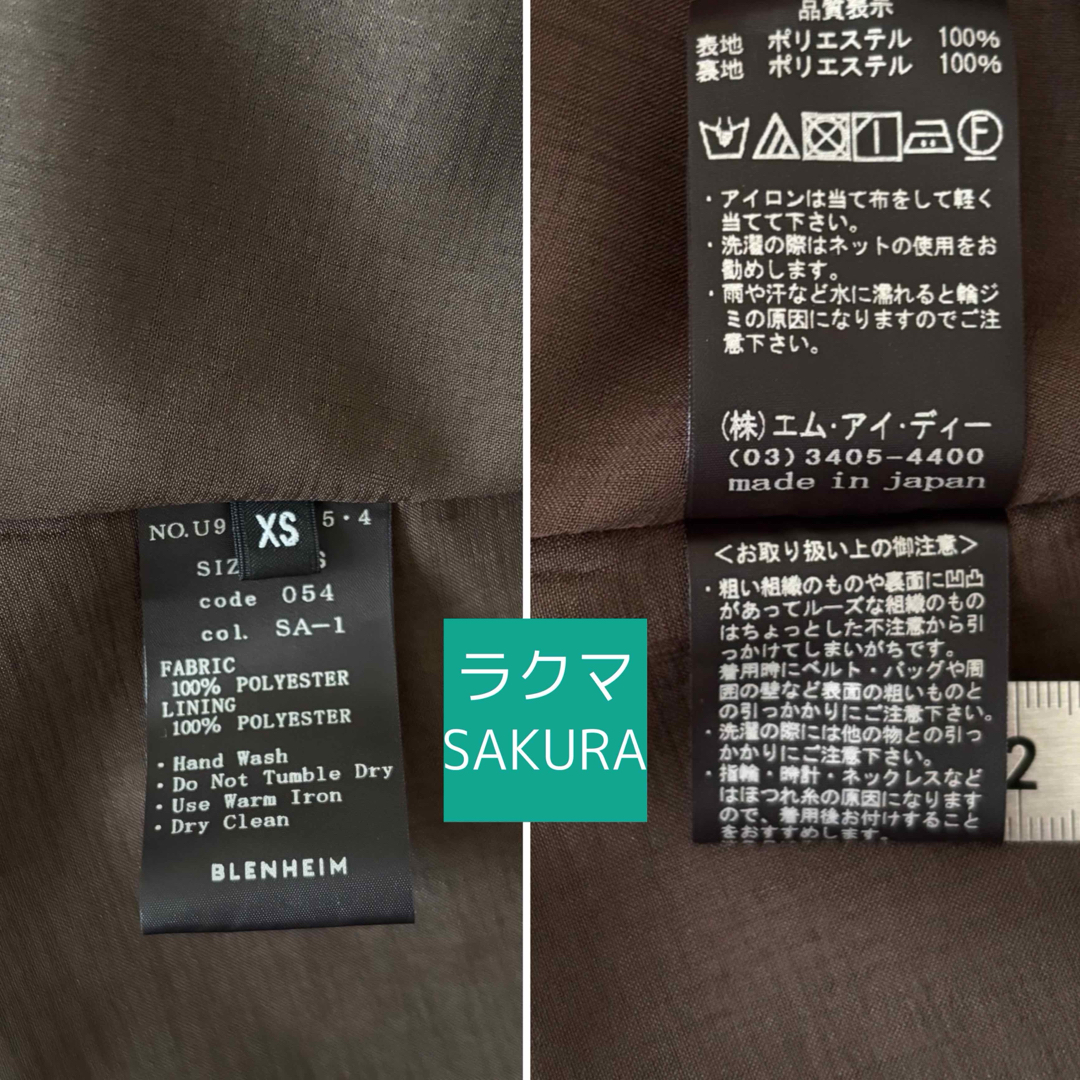 NO.U9 5・4
XS
SIZ S
code 054
col. SA-1
FABRIC
100% POLYESTER
LINING
100% POLYESTER
・Hand Wash
・Do Not Tumble Dry
・Use Warm Iron
・Dry Clean
BLENHEIM
ラクマ
SAKURA
品質表示
表地 ポリエステル 100%
裏地 ポリエステル 100%
F
・アイロンは当て布をして軽く
当てて下さい。
・洗濯の際はネットの使用をお
勧めします。
・雨や汗など水に濡れると輪ジ
ミの原因になりますのでご注
意下さい。
(株)エム・アイ・ディー
(03)3405-4400
made in japan
<お取り扱い上の御注意>
・粗い組織のものや裏面に凹凸
があってルーズな組織のもの
はちょっとした不注意から引
っかけてしまいがちです。
着用時にベルト・バッグや周
囲の壁など表面の粗いものと
の引っかかりにご注意下さい。
・洗濯の際には他の物との引っ
かかりにご注意下さい。
・指輪・時計・ネックレスなど
はほつれ糸の原因になります
ので、着用後お付けすること
をおすすめします。
2